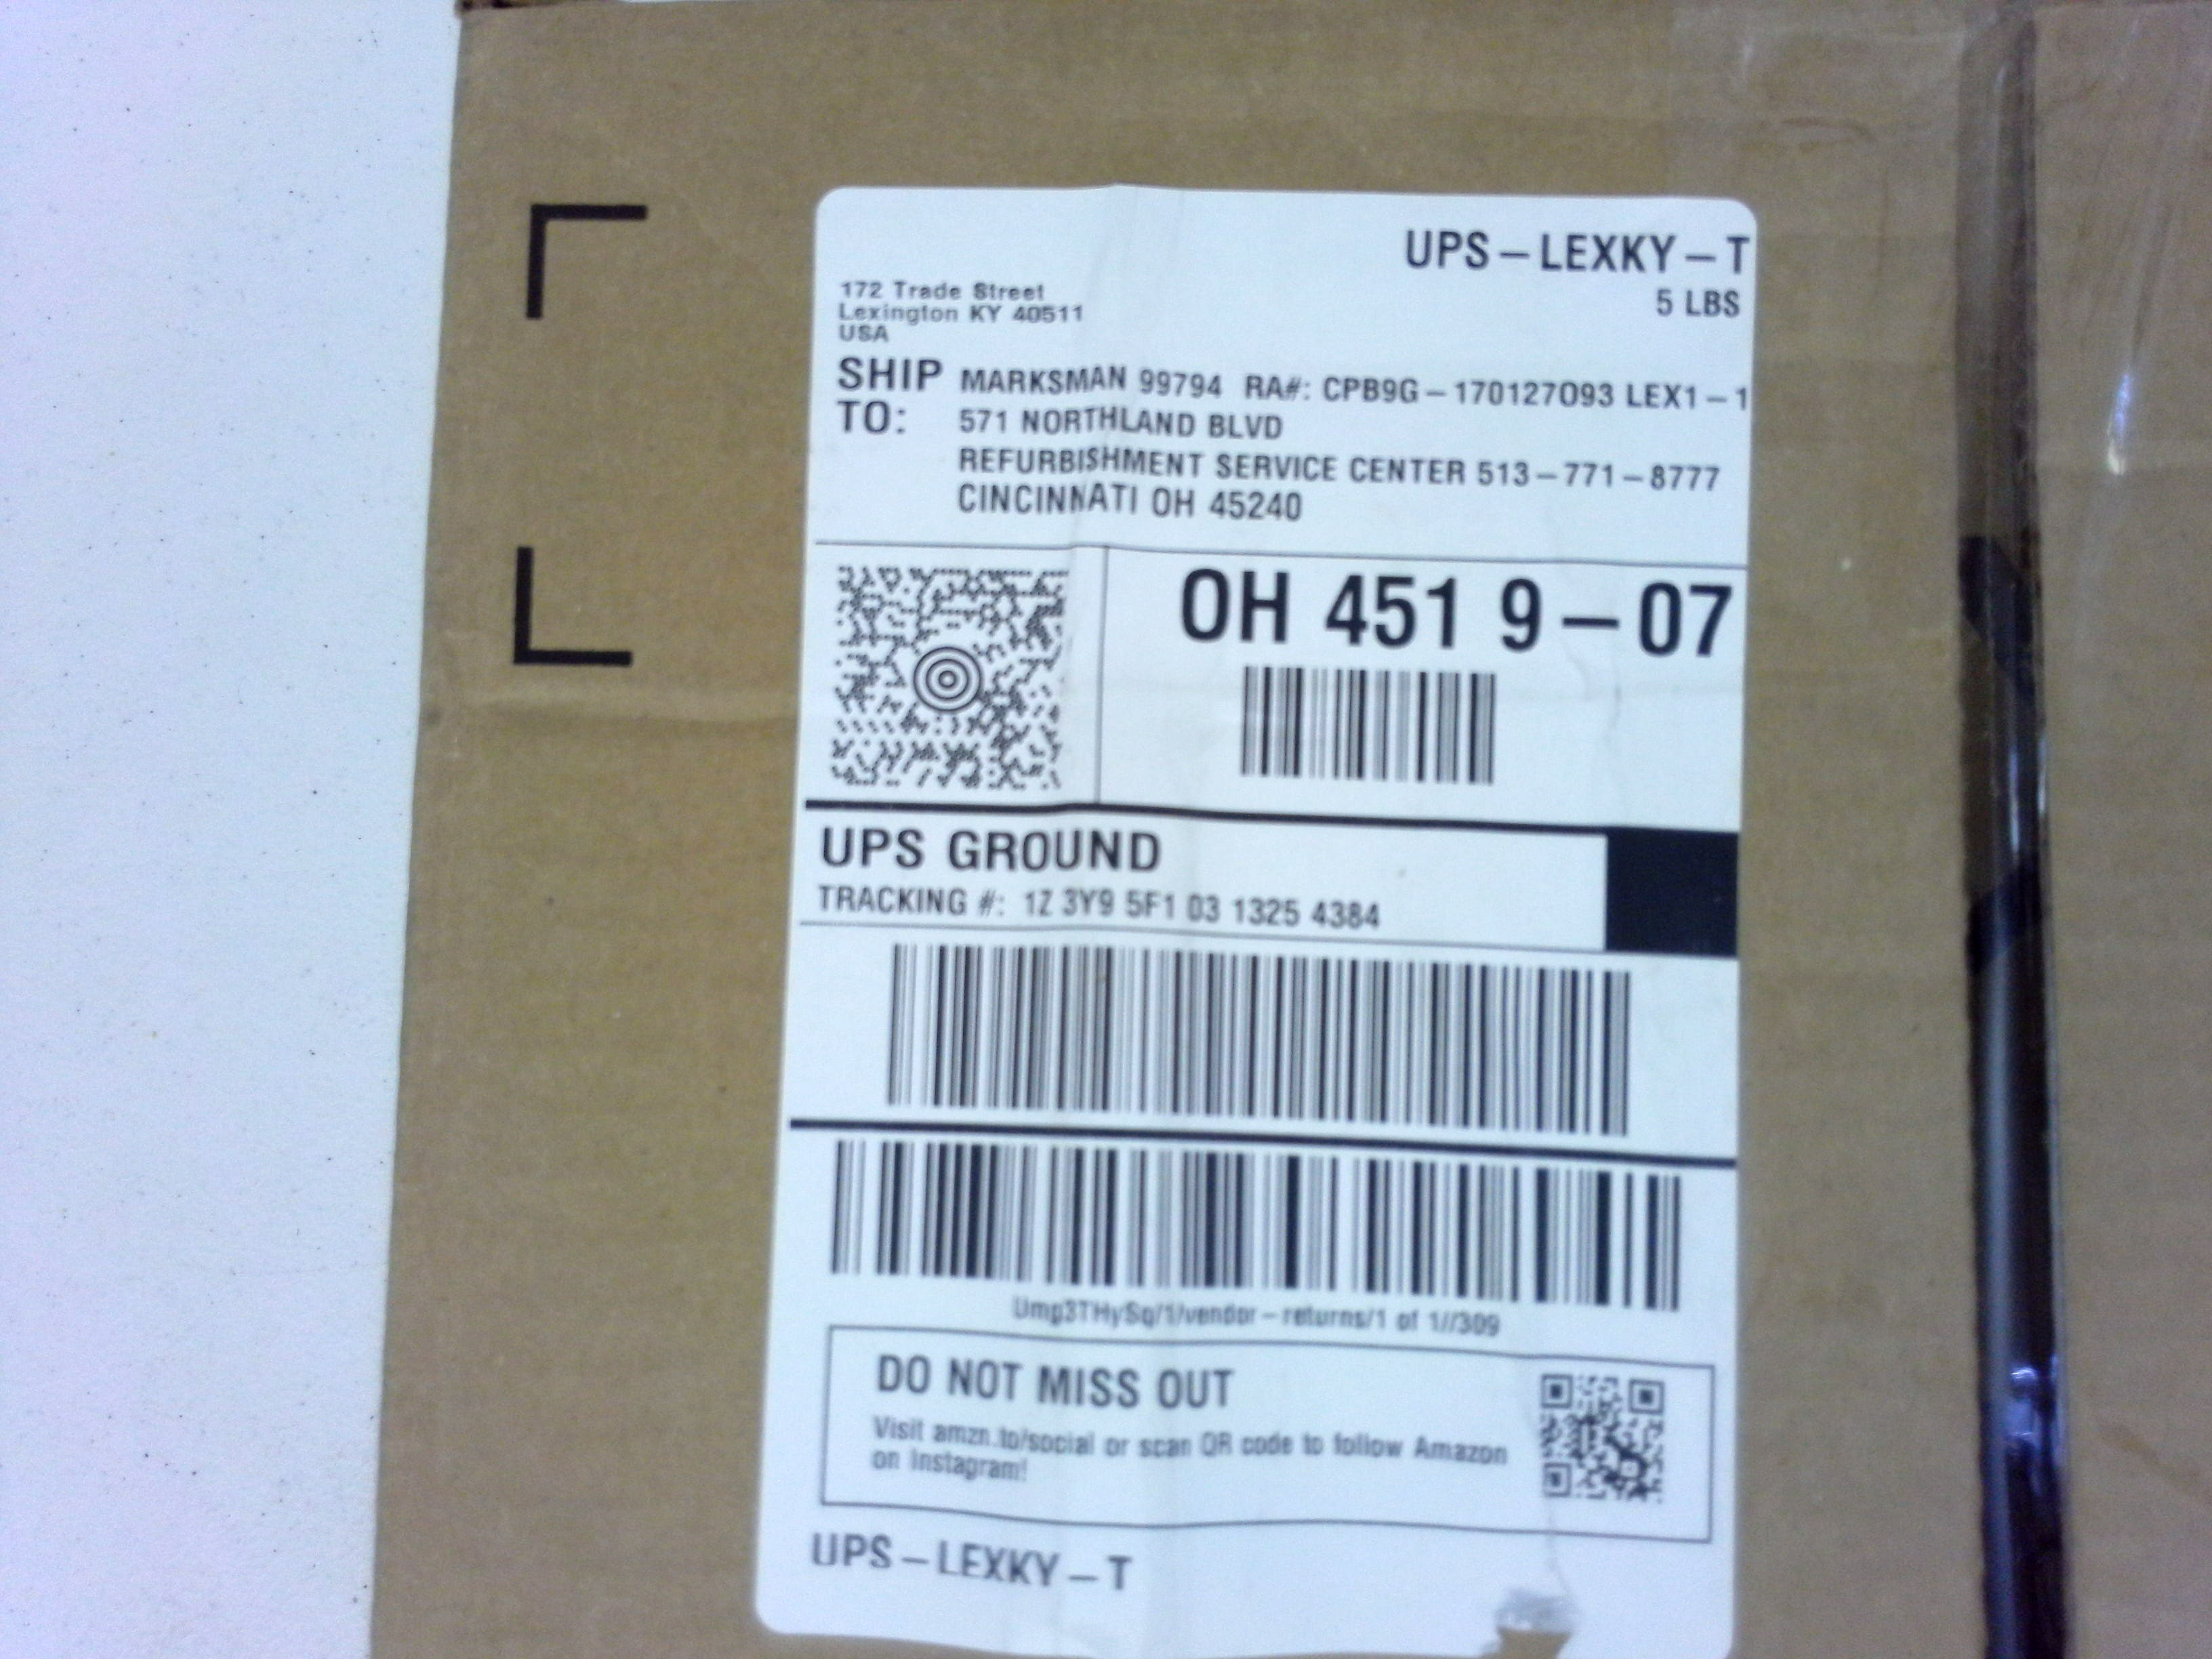 UPS – LEXKY – T
5 LBS
172 Trade Street
Lexington KY 40511
USA
SHIP TO:
MARKSMAN 99794 RA#: CPB9G – 170127093 LEX1 – 1
571 NORTHLAND BLVD
REFURBISHMENT SERVICE CENTER 513 – 771 – 8777
CINCINNATI OH 45240
OH 451 9 – 07
UPS GROUND
TRACKING #: 1Z 3Y9 5F1 03 1325 4384
Ump3THySq/1/vendor – returns/1 of 1//309
DO NOT MISS OUT
Visit amzn.to/social or scan QR code to follow Amazon
on Instagram!
UPS – LEXKY – T